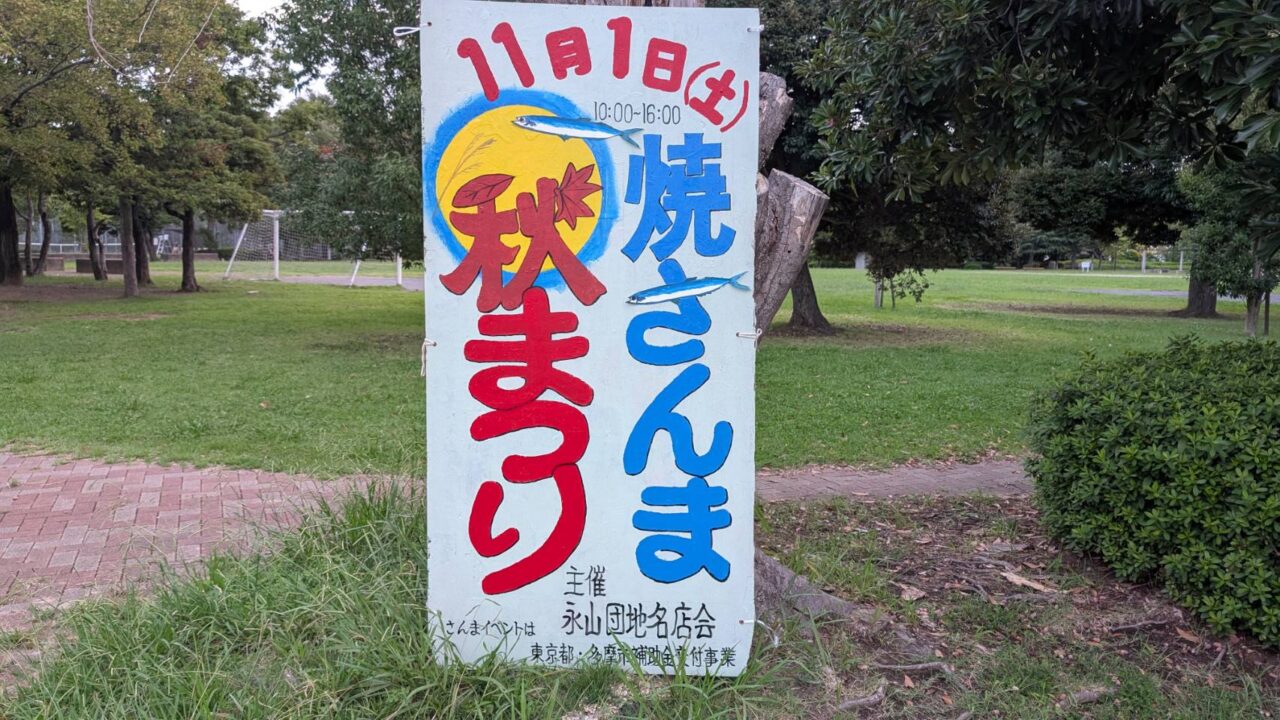 11月1日(土)
10:00~16:00
焼さんま
秋まつり
主催
永山団地名店会
さんまイベントは
東京都・多摩市補助金交付事業